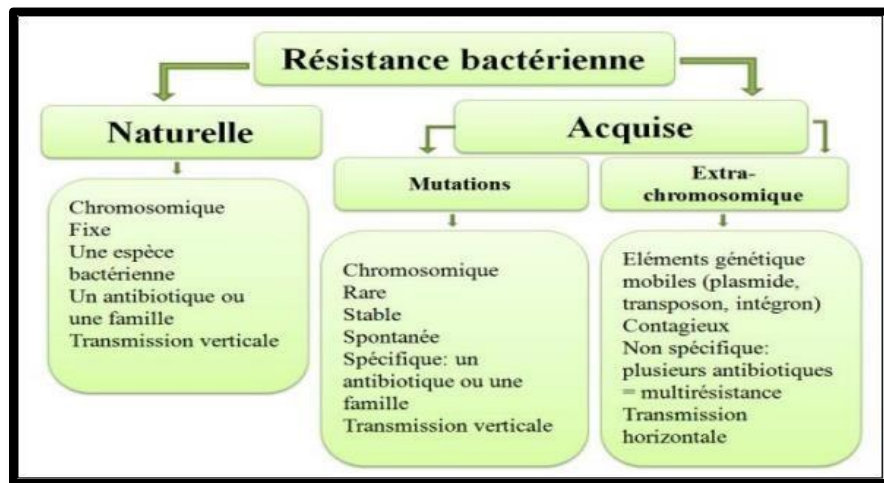 Résistance bactérienne
Naturelle
Chromosomique
Fixe
Une espèce
bactérienne
Un antibiotique ou
une famille
Transmission verticale
Acquise
Mutations
Chromosomique
Rare
Stable
Spontanée
Spécifique: un
antibiotique ou une
famille
Transmission verticale
Extra-
chromosomique
Eléments génétique
mobiles (plasmide,
transposon, intégron)
Contagieux
Non spécifique:
plusieurs antibiotiques
= multirésistance
Transmission
horizontale